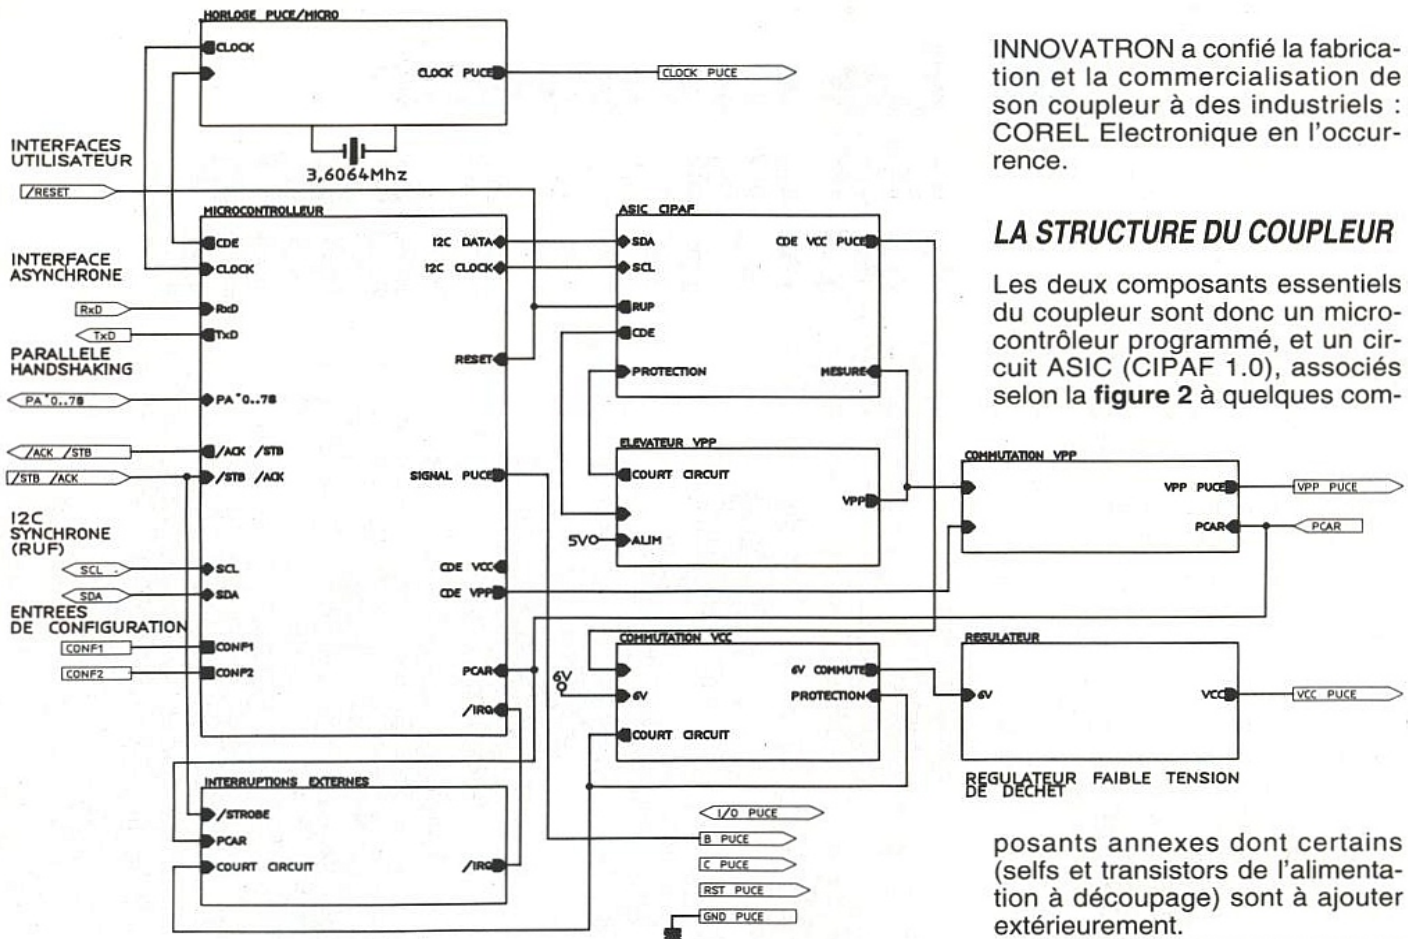 HORLOGE PUCE/MICRO
CLOCK
CLOCK PUCE
CLOCK PUCE
3,6064Mhz
INTERFACES
UTILISATEUR
/RESET
INTERFACE
ASYNCHRONE
RxD
TxD
PARALLELE
HANDSHAKING
PA*0..7B
/ACK /STB
/STB /ACK
I2C
SYNCHRONE
(RUF)
SCL
SDA
ENTREES
DE CONFIGURATION
CONF1
CONF2
MICROCONTROLLEUR
CDE
CLOCK
RxD
TxD
PA*0..7B
/ACK /STB
/STB /ACK
SCL
SDA
CONF1
CONF2
I2C DATA
I2C CLOCK
RESET
SIGNAL PUCE
CDE VCC
CDE VPP
PCAR
/IRQ
INTERRUPTIONS EXTERNES
/STROBE
PCAR
COURT CIRCUIT
/IRQ
ASIC CIPAF
SDA
SCL
RUP
CDE
PROTECTION
CDE VCC PUCE
MESURE
ELEVATEUR VPP
COURT CIRCUIT
VPP
5V
ALIM
COMMUTATION VCC
6V
6V
COURT CIRCUIT
6V COMMUTE
PROTECTION
I/O PUCE
B PUCE
C PUCE
RST PUCE
GND PUCE
COMMUTATION VPP
VPP PUCE
PCAR
VPP PUCE
PCAR
REGULATEUR
6V
VCC
VCC PUCE
REGULATEUR FAIBLE TENSION
DE DECHET
INNOVATRON a confié la fabrica-
tion et la commercialisation de
son coupleur à des industriels :
COREL Electronique en l'occur-
rence.
LA STRUCTURE DU COUPLEUR
Les deux composants essentiels
du coupleur sont donc un micro-
contrôleur programmé, et un cir-
cuit ASIC (CIPAF 1.0), associés
selon la figure 2 à quelques com-
posants annexes dont certains
(selfs et transistors de l'alimenta-
tion à découpage) sont à ajouter
extérieurement.